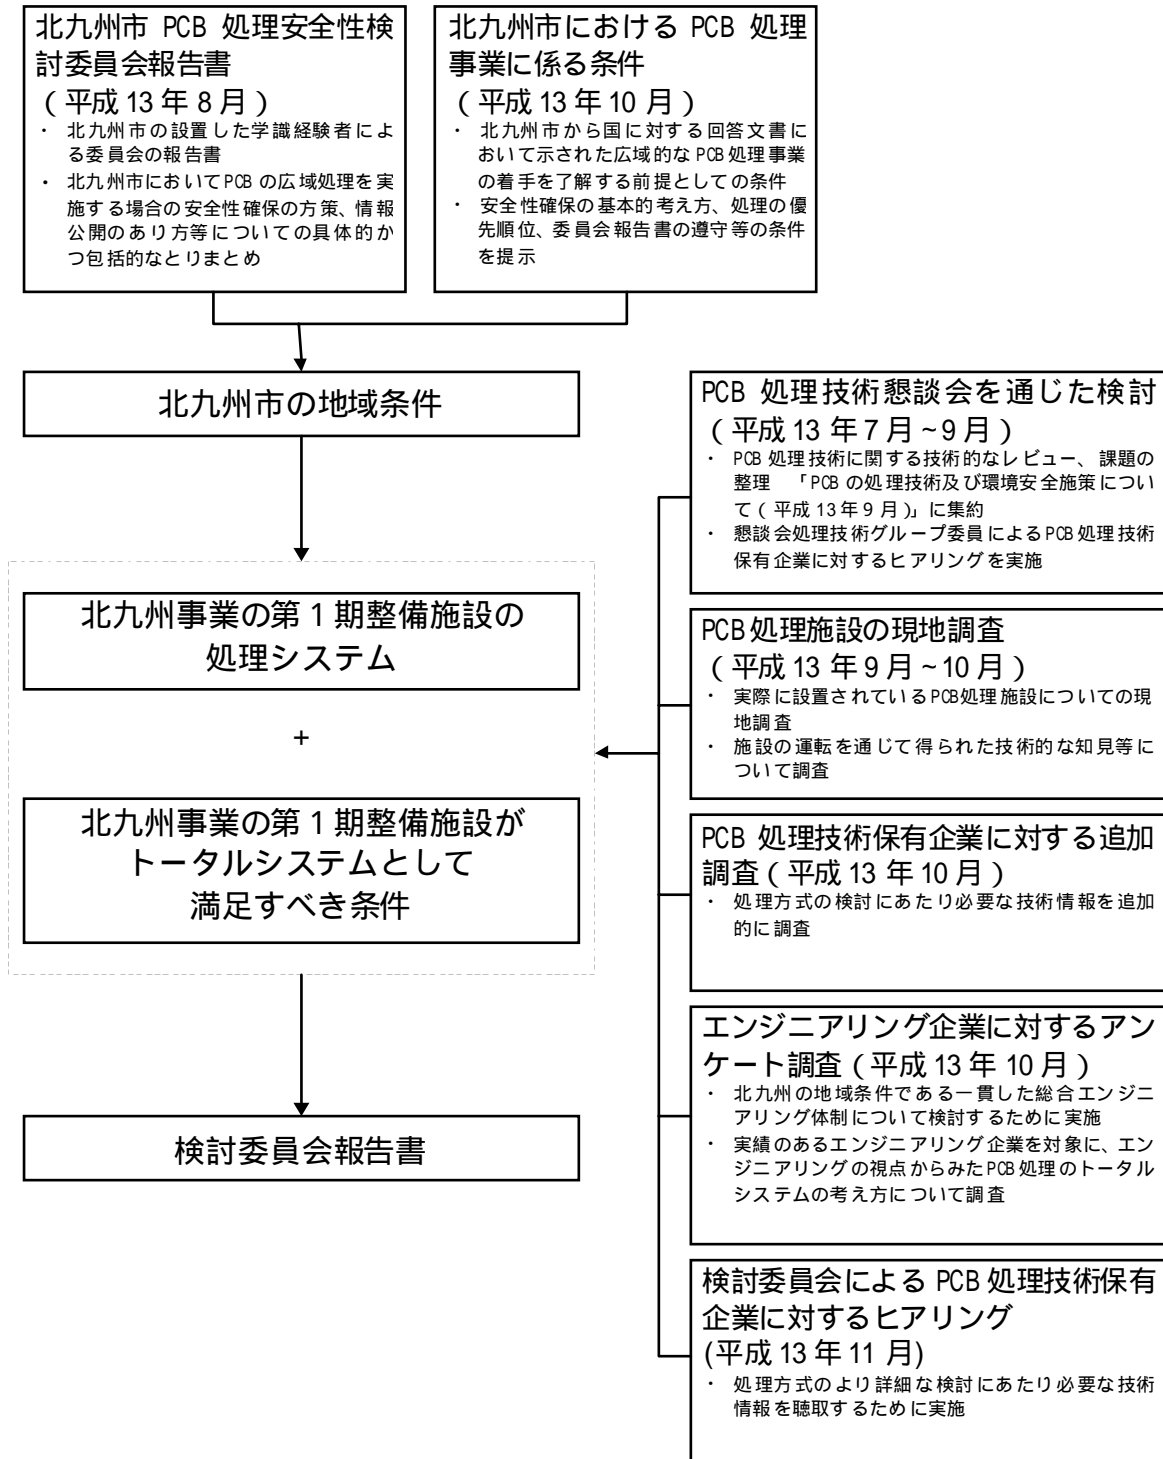 北九州市 PCB 処理安全性検
討委員会報告書
（平成 13 年 8 月）
・ 北九州市の設置した学識経験者によ
る委員会の報告書
・ 北九州市においてPCB の広域処理を実
施する場合の安全性確保の方策、情報
公開のあり方等についての具体的か
つ包括的なとりまとめ
北九州市における PCB 処理
事業に係る条件
（平成 13 年 10 月）
・ 北九州市から国に対する回答文書に
おいて示された広域的な PCB 処理事業
の着手を了解する前提としての条件
・ 安全性確保の基本的考え方、処理の優
先順位、委員会報告書の遵守等の条件
を提示
北九州市の地域条件
北九州事業の第 1 期整備施設の
処理システム
+
北九州事業の第 1 期整備施設が
トータルシステムとして
満足すべき条件
検討委員会報告書
PCB 処理技術懇談会を通じた検討
（平成 13 年 7 月 ~ 9 月）
・ PCB 処理技術に関する技術的なレビュー、課題の
整理 「PCB の処理技術及び環境安全施策につい
て（平成 13 年 9 月）」に集約
・ 懇談会処理技術グループ委員によるPCB 処理技術
保有企業に対するヒアリングを実施
PCB 処理施設の現地調査
（平成 13 年 9 月 ~ 10 月）
・ 実際に設置されているPCB処理施設についての現
地調査
・ 施設の運転を通じて得られた技術的な知見等に
ついて調査
PCB 処理技術保有企業に対する追加
調査（平成 13 年 10 月）
・ 処理方式の検討にあたり必要な技術情報を追加
的に調査
エンジニアリング企業に対するアン
ケート調査（平成 13 年 10 月）
・ 北九州の地域条件である一貫した総合エンジニ
アリング体制について検討するために実施
・ 実績のあるエンジニアリング企業を対象に、エン
ジニアリングの視点からみたPCB 処理のトータル
システムの考え方について調査
検討委員会による PCB 処理技術保有
企業に対するヒアリング
(平成 13 年 11 月)
・ 処理方式のより詳細な検討にあたり必要な技術
情報を聴取するために実施